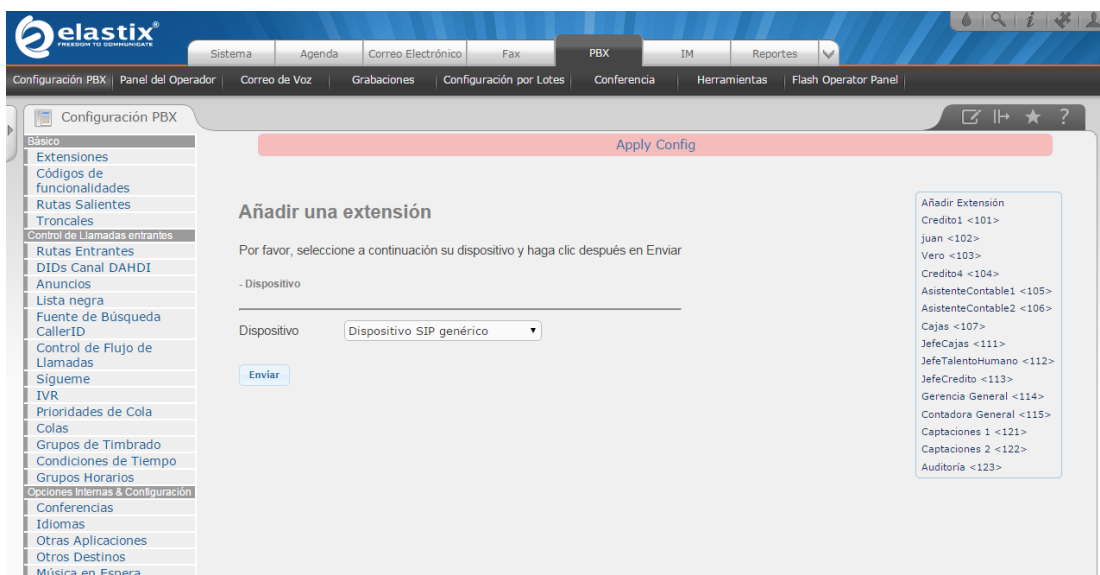 elastix®
FREEDOM TO COMMUNICATE
Sistema Agenda Correo Electrónico Fax PBX IM Reportes
Configuración PBX Panel del Operador Correo de Voz Grabaciones Configuración por Lotes Conferencia Herramientas Flash Operator Panel
Configuración PBX
Básico
Extensiones
Códigos de
funcionalidades
Rutas Salientes
Troncales
Control de Llamadas entrantes
Rutas Entrantes
DIDs Canal DAHDI
Anuncios
Lista negra
Fuente de Búsqueda
CallerID
Control de Flujo de
Llamadas
Sígueme
IVR
Prioridades de Cola
Colas
Grupos de Timbrado
Condiciones de Tiempo
Grupos Horarios
Opciones Internas & Configuración
Conferencias
Idiomas
Otras Aplicaciones
Otros Destinos
Música en Espera
Apply Config
Añadir una extensión
Por favor, seleccione a continuación su dispositivo y haga clic después en Enviar
- Dispositivo
Dispositivo Dispositivo SIP genérico
Enviar
Añadir Extensión
Credito1 <101>
juan <102>
Vero <103>
Credito4 <104>
AsistenteContable1 <105>
AsistenteContable2 <106>
Cajas <107>
JefeCajas <111>
JefeTalentoHumano <112>
JefeCredito <113>
Gerencia General <114>
Contadora General <115>
Captaciones 1 <121>
Captaciones 2 <122>
Auditoría <123>